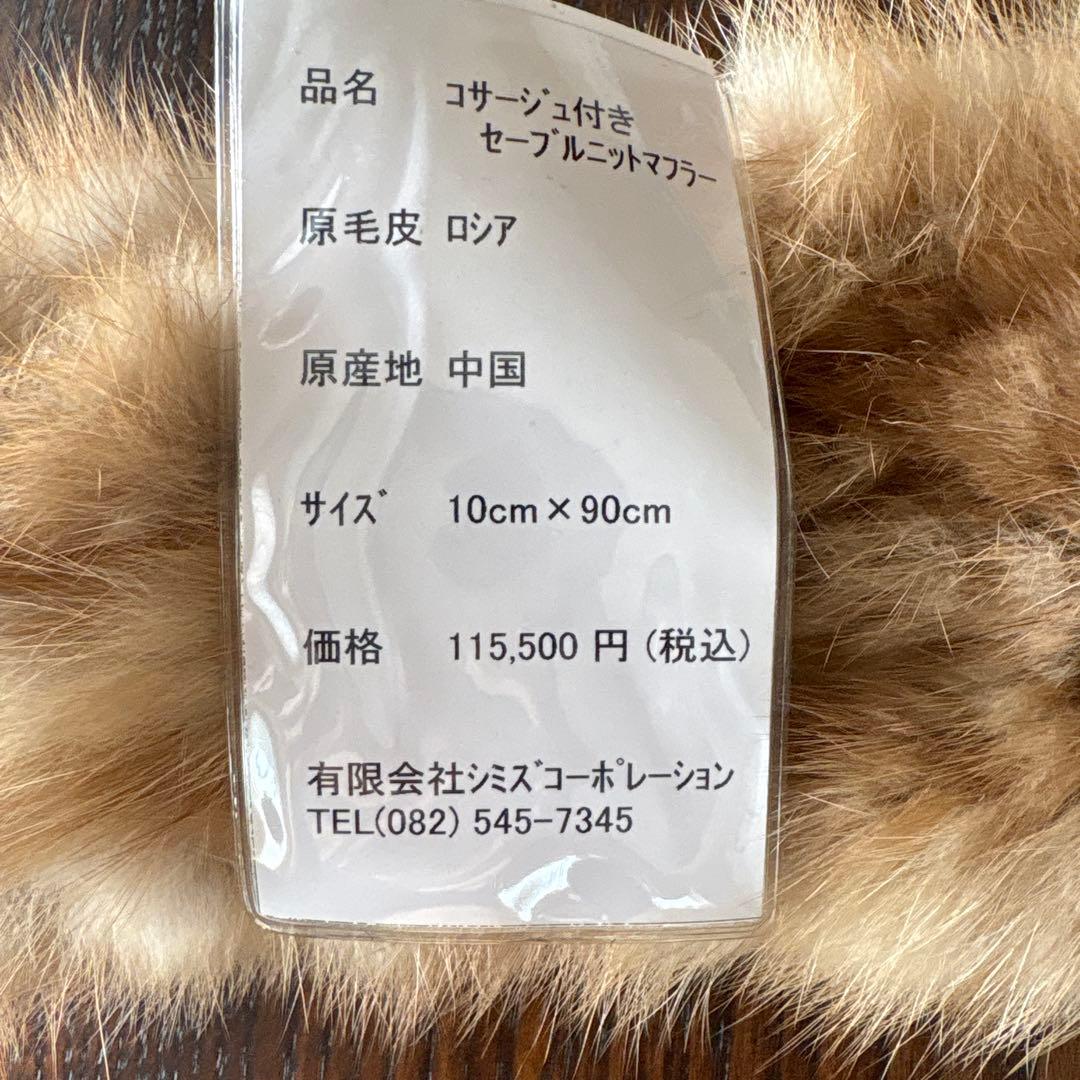 品名 コサージュ付き
セーブルニットマフラー
原毛皮 ロシア
原産地 中国
サイズ 10cm×90cm
価格 115,500 円(税込)
有限会社シミズコーポレーション
TEL(082) 545-7345